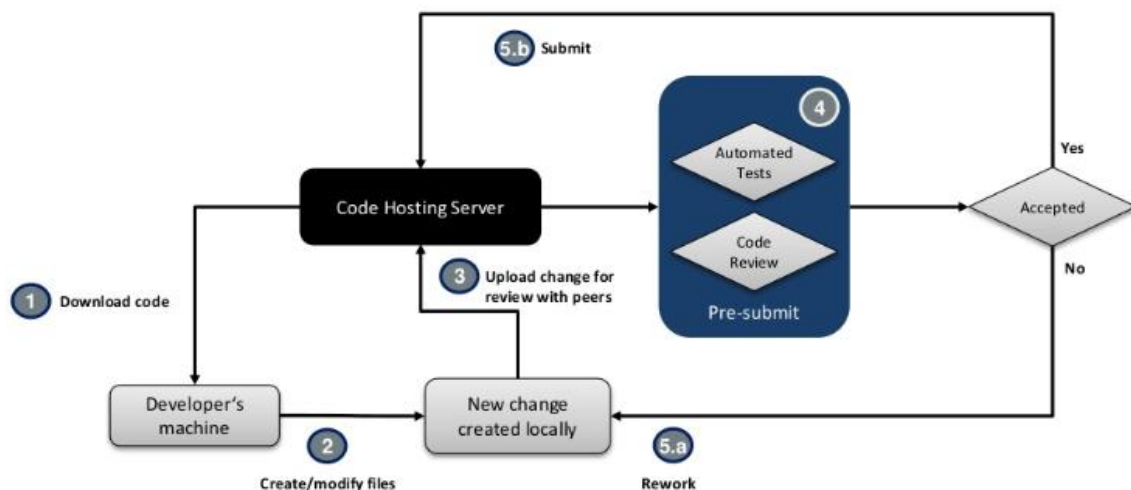 5.b Submit
4
Automated
Tests
Yes
Code Hosting Server
Accepted
Code
Review
No
3 Upload change for
review with peers
1 Download code
Pre-submit
Developer‘s
machine
New change
created locally
2
5.a
Create/modify files
Rework